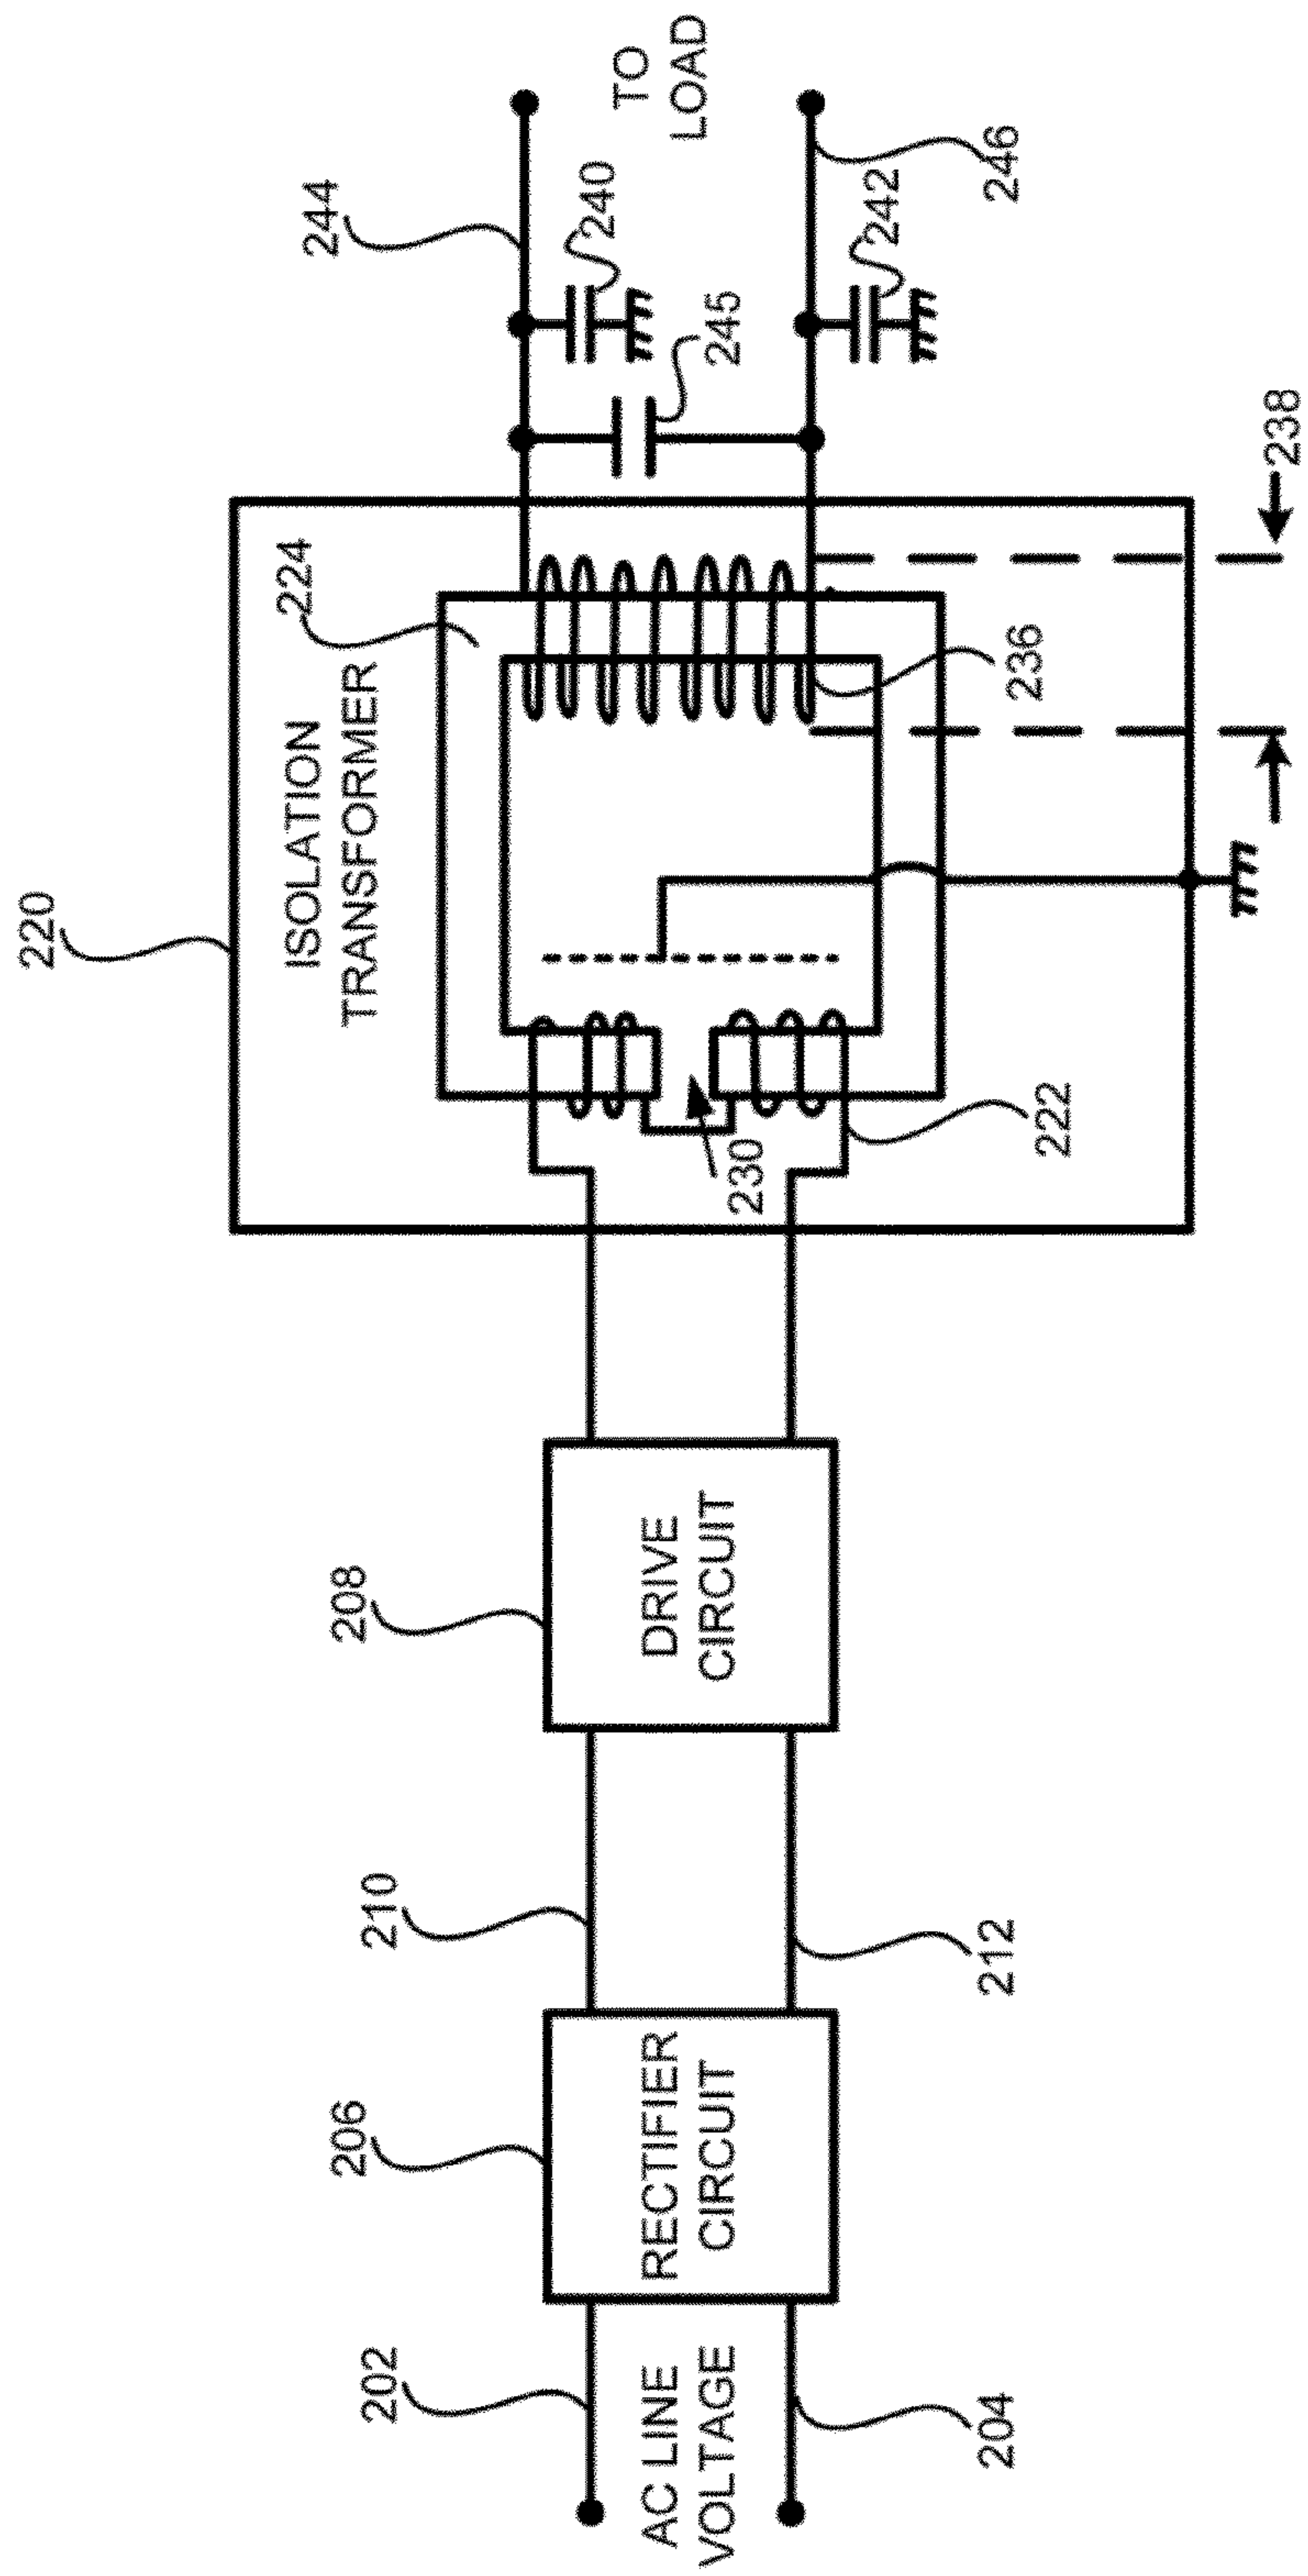 220
ISOLATION
TRANSFORMER
224
244
240
TO
LOAD
245
242
246
236
238
230
222
208
DRIVE
CIRCUIT
210
212
206
RECTIFIER
CIRCUIT
202
AC LINE
VOLTAGE
204